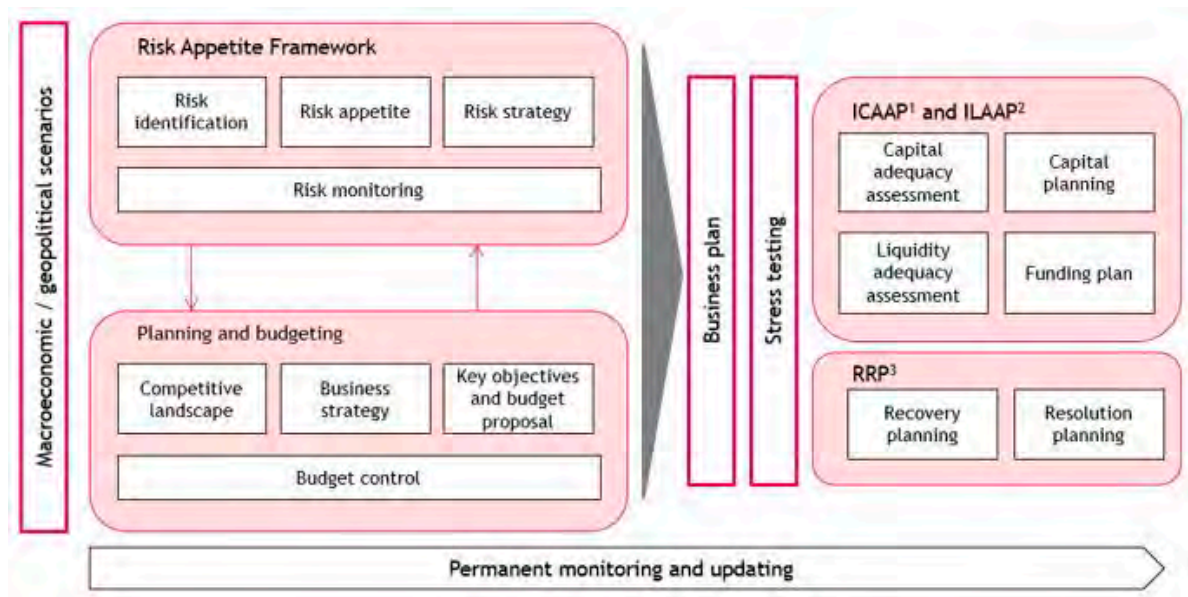 Macroeconomic / geopolitical scenarios
Risk Appetite Framework
Risk
identification
Risk appetite
Risk strategy
Risk monitoring
Planning and budgeting
Competitive
landscape
Business
strategy
Key objectives
and budget
proposal
Budget control
Business plan
Stress testing
ICAAP¹ and ILAAP²
Capital
adequacy
assessment
Capital
planning
Liquidity
adequacy
assessment
Funding plan
RRP³
Recovery
planning
Resolution
planning
Permanent monitoring and updating